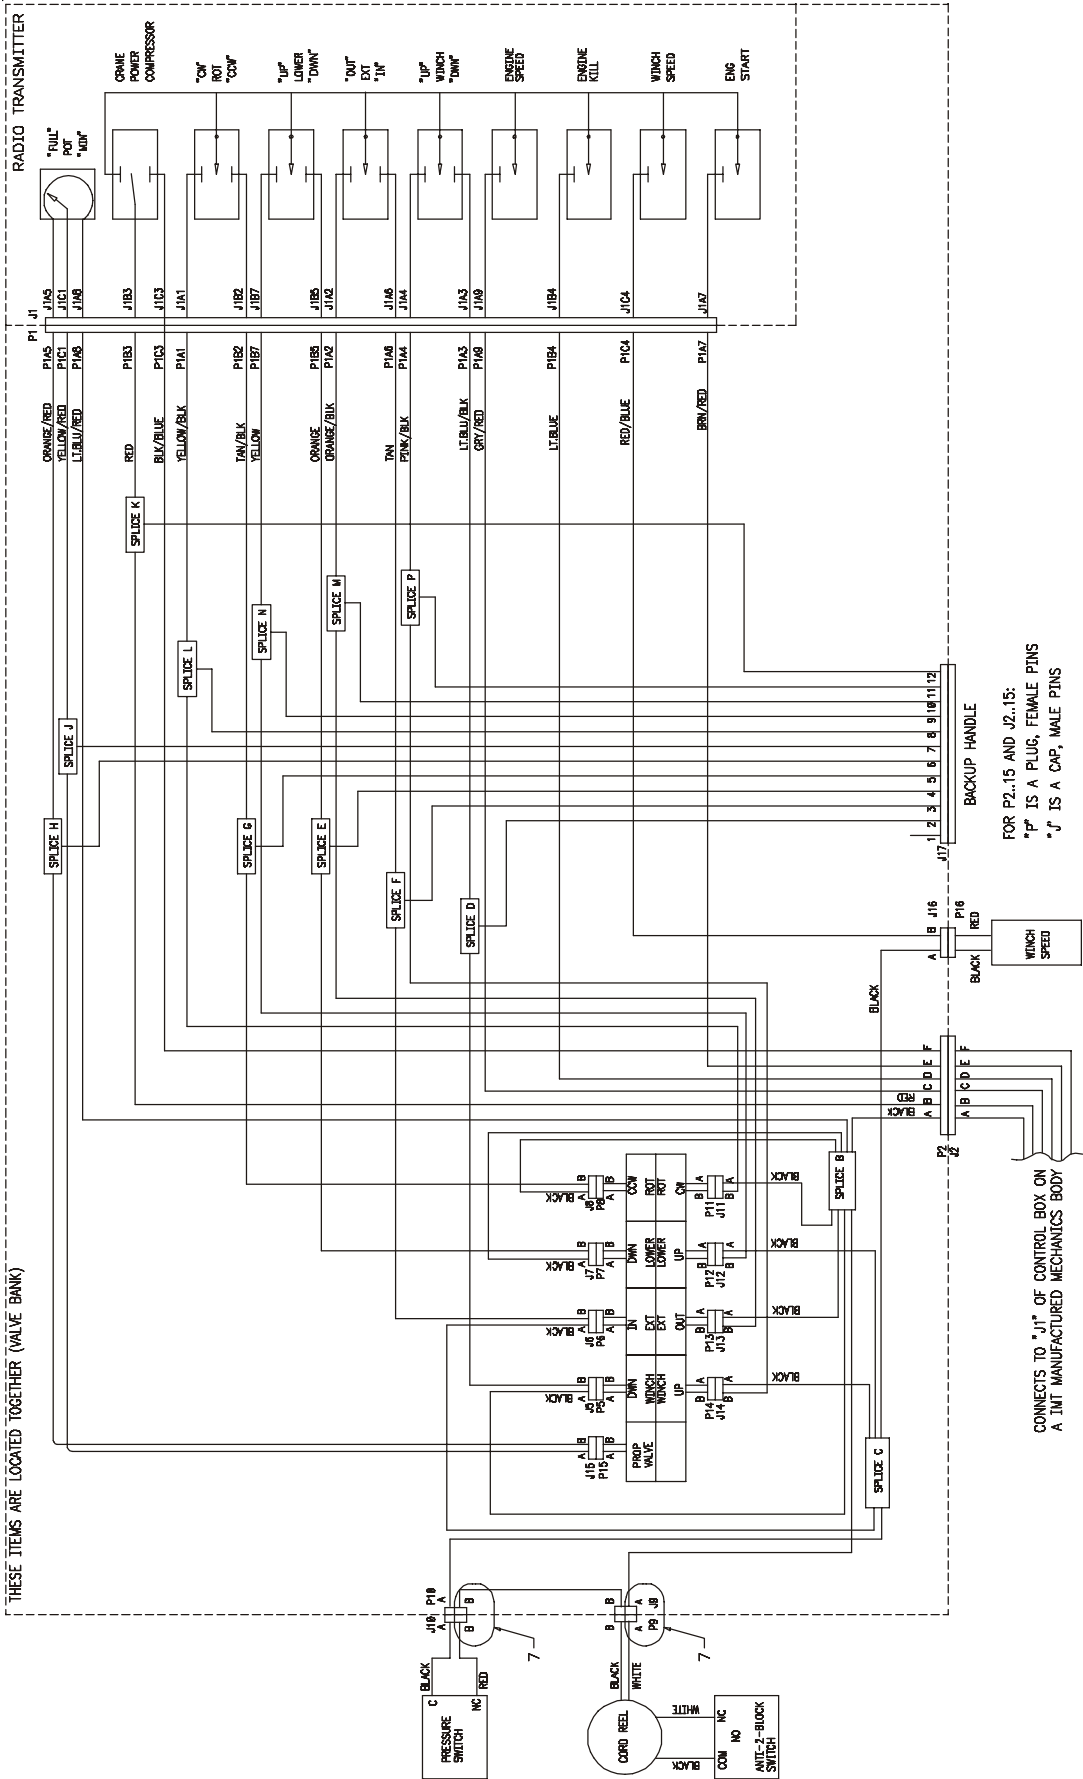 THESE ITEMS ARE LOCATED TOGETHER (VALVE BANK)
RADIO TRANSMITTER
"FULL"
POT
"MIN"
CRANE
POWER
COMPRESSOR
"CW"
ROT
"CCW"
"UP"
LOWER
"DWN"
"OUT"
EXT
"IN"
"UP"
WINCH
"DWN"
ENGINE
SPEED
ENGINE
KILL
WINCH
SPEED
ENG
START
P1 J1
ORANGE/RED P1A5 J1A5
YELLOW/RED P1C1 J1C1
LT.BLU/RED P1A8 J1A8
RED P1B3 J1B3
BLK/BLUE P1C3 J1C3
YELLOW/BLK P1A1 J1A1
TAN/BLK P1B2 J1B2
YELLOW P1B7 J1B7
ORANGE P1B5 J1B5
ORANGE/BLK P1A2 J1A2
TAN P1A6 J1A6
PINK/BLK P1A4 J1A4
LT.BLU/BLK P1A3 J1A3
GRY/RED P1A9 J1A9
LT.BLUE P1B4 J1B4
RED/BLUE P1C4 J1C4
BRN/RED P1A7 J1A7
SPLICE K
SPLICE M
SPLICE P
SPLICE N
SPLICE L
SPLICE J
SPLICE H
SPLICE G
SPLICE E
SPLICE F
SPLICE D
1 2 3 4 5 6 7 8 9 10 11 12
J17
BACKUP HANDLE
FOR P2..15 AND J2..15:
"P" IS A PLUG, FEMALE PINS
"J" IS A CAP, MALE PINS
BLACK
A B J16
P16
BLACK RED
WINCH
SPEED
BLACK RED
P2 A B C D E F
J2 A B C D E F
CONNECTS TO "J1" OF CONTROL BOX ON
A IMT MANUFACTURED MECHANICS BODY
SPLICE B
SPLICE C
BLACK
J8 A B
P8 A B
CCW
ROT
ROT
CW
P11 B A
J11 B A
BLACK
BLACK
J7 A B
P7 A B
DWN
LOWER
LOWER
UP
P12 B A
J12 B A
BLACK
BLACK
J6 A B
P6 A B
IN
EXT
EXT
OUT
P13 B A
J13 B A
BLACK
BLACK
J5 A B
P5 A B
DWN
WINCH
WINCH
UP
P14 B A
J14 B A
BLACK
J15 A B
P15 A B
PROP
VALVE
P10 A B
J10 A B
7
BLACK
RED
C
NC
PRESSURE
SWITCH
B A J9
B A P9
7
BLACK
WHITE
CORD REEL
BLACK
WHITE
COM NO NC
ANTI-2-BLOCK
SWITCH